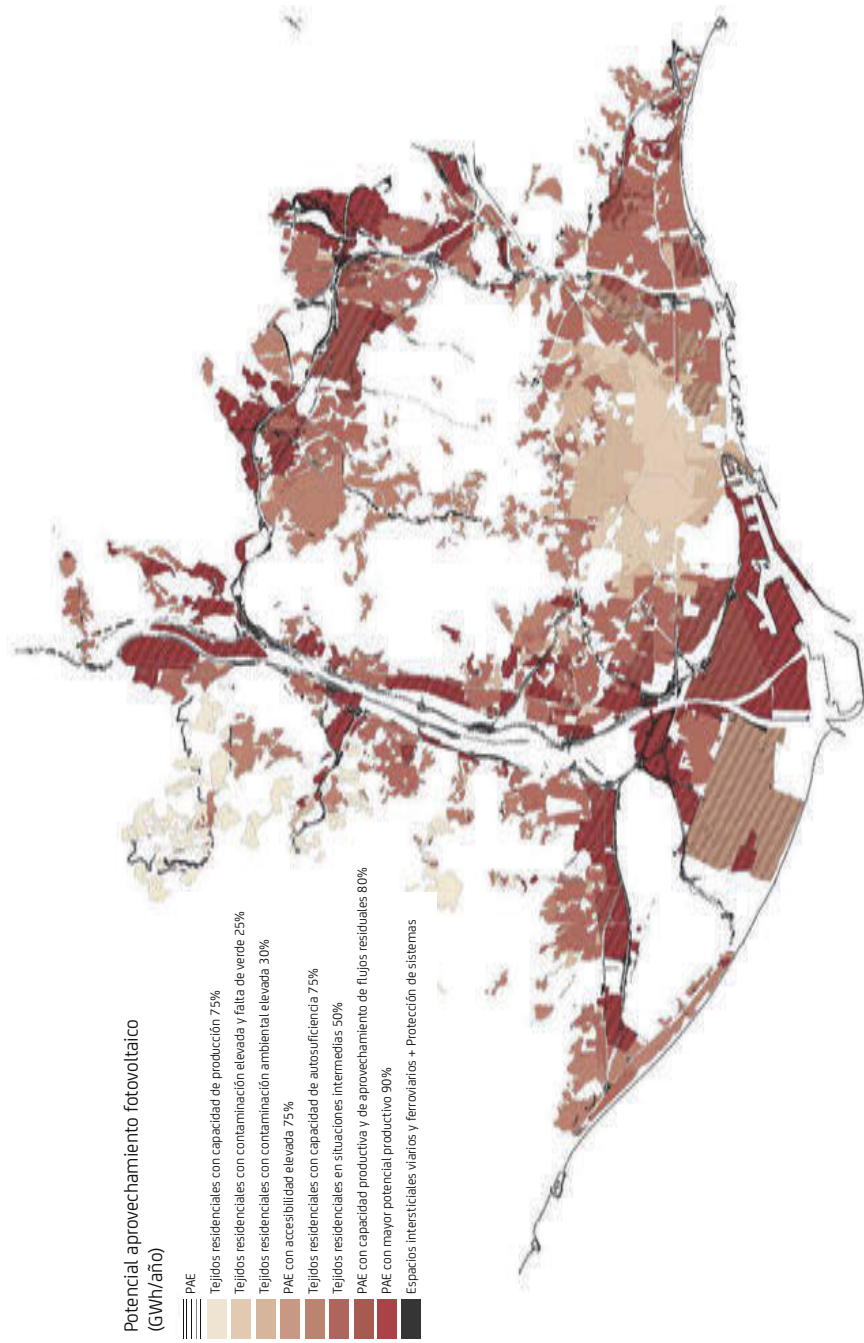 Potencial aprovechamiento fotovoltaico
(GWh/año)
PAE
Tejidos residenciales con capacidad de producción 75%
Tejidos residenciales con contaminación elevada y falta de verde 25%
Tejidos residenciales con contaminación ambiental elevada 30%
PAE con accesibilidad elevada 75%
Tejidos residenciales con capacidad de autosuficiencia 75%
Tejidos residenciales en situaciones intermedias 50%
PAE con capacidad productiva y de aprovechamiento de flujos residuales 80%
PAE con mayor potencial productivo 90%
Espacios intersticiales viarios y ferroviarios + Protección de sistemas